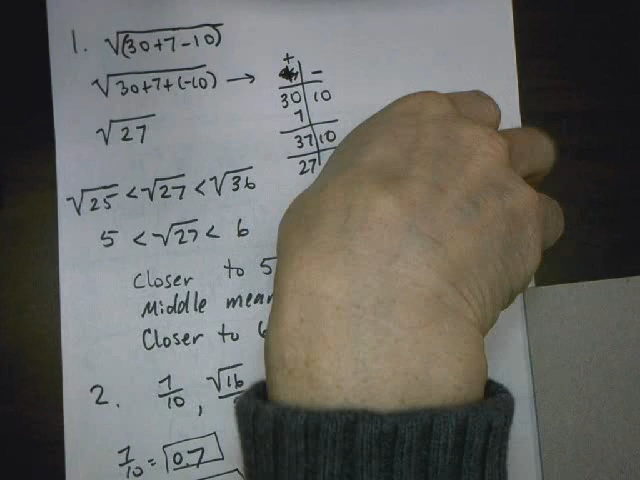 1. √(30+7-10)
√30+7+(-10) →
+ | -
30 | 10
7
37 | 10
27
√27
√25 < √27 < √36
5 < √27 < 6
Closer to 5
Middle
Closer to
2. 7/10, √16
7/10 = 0.7